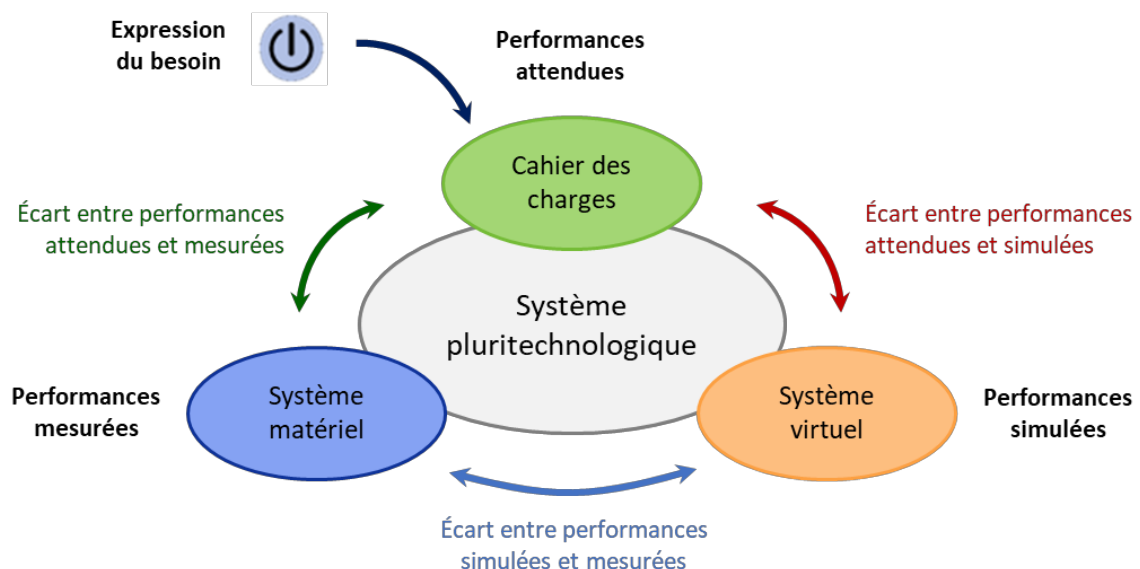 Expression
du besoin
Performances
attendues
Cahier des
charges
Écart entre performances
attendues et mesurées
Écart entre performances
attendues et simulées
Système
pluritechnologique
Performances
mesurées
Système
matériel
Système
virtuel
Performances
simulées
Écart entre performances
simulées et mesurées